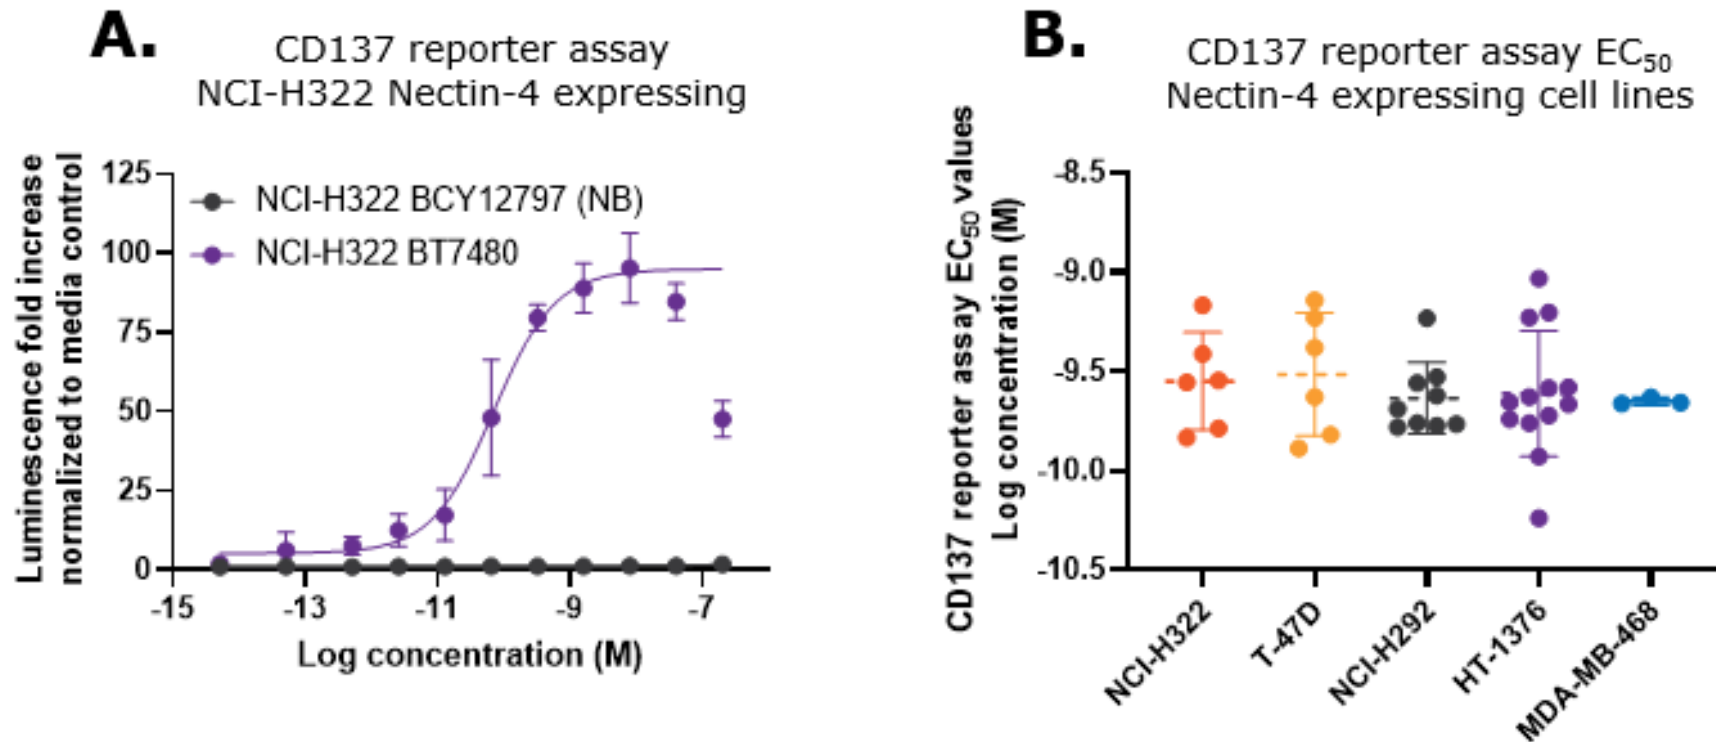 A.
CD137 reporter assay
NCI-H322 Nectin-4 expressing
Luminescence fold increase
normalized to media control
125
100
75
50
25
0
NCI-H322 BCY12797 (NB)
NCI-H322 BT7480
-15
-13
-11
-9
-7
Log concentration (M)
B.
CD137 reporter assay EC50
Nectin-4 expressing cell lines
CD137 reporter assay EC50 values
Log concentration (M)
-8.5
-9.0
-9.5
-10.0
-10.5
NCI-H322
T-47D
NCI-H292
HT-1376
MDA-MB-468